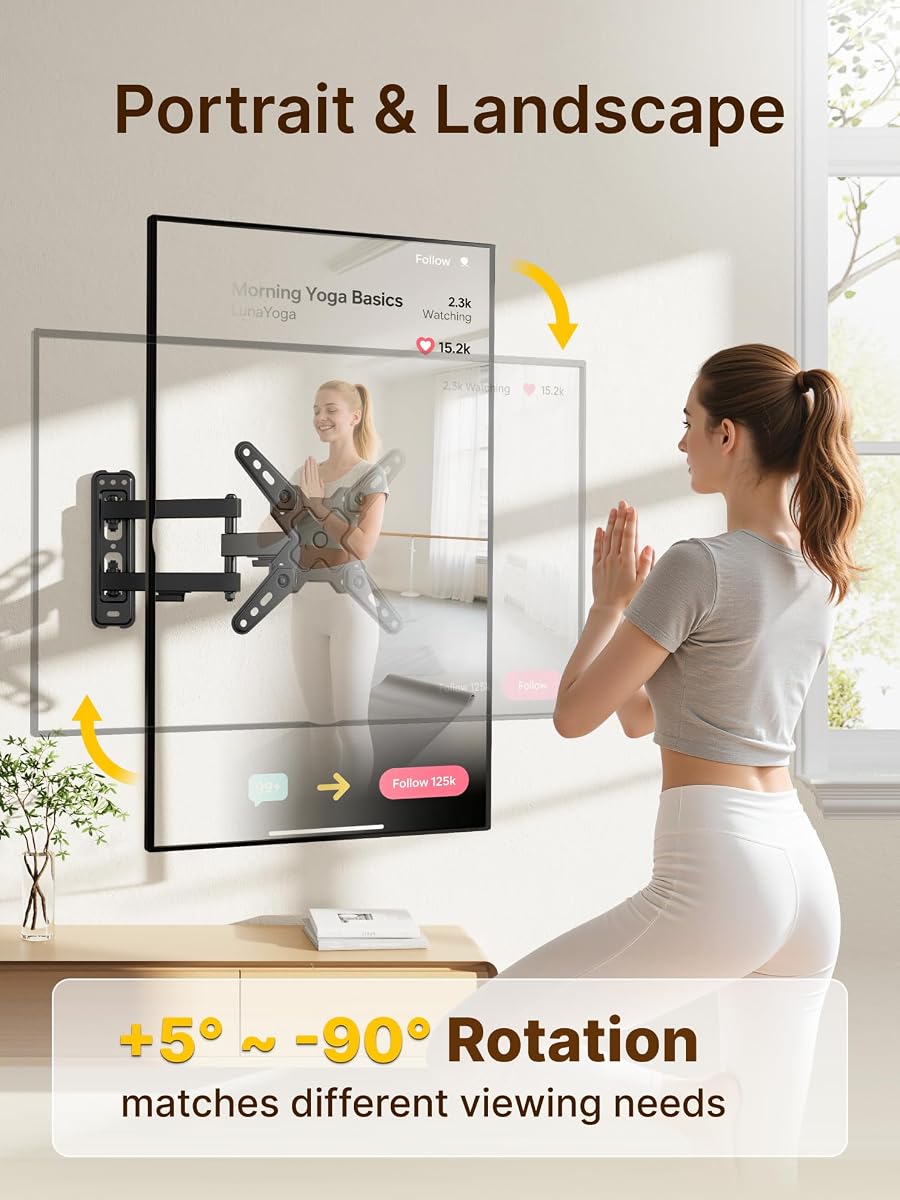 Portrait & Landscape
Follow
Morning Yoga Basics
LunaYoga
2.3k
Watching
15.2k
2.3k Watching 15.2k
Follow 125k
Follow
99+
Follow 125k
+5° ~ -90° Rotation
matches different viewing needs